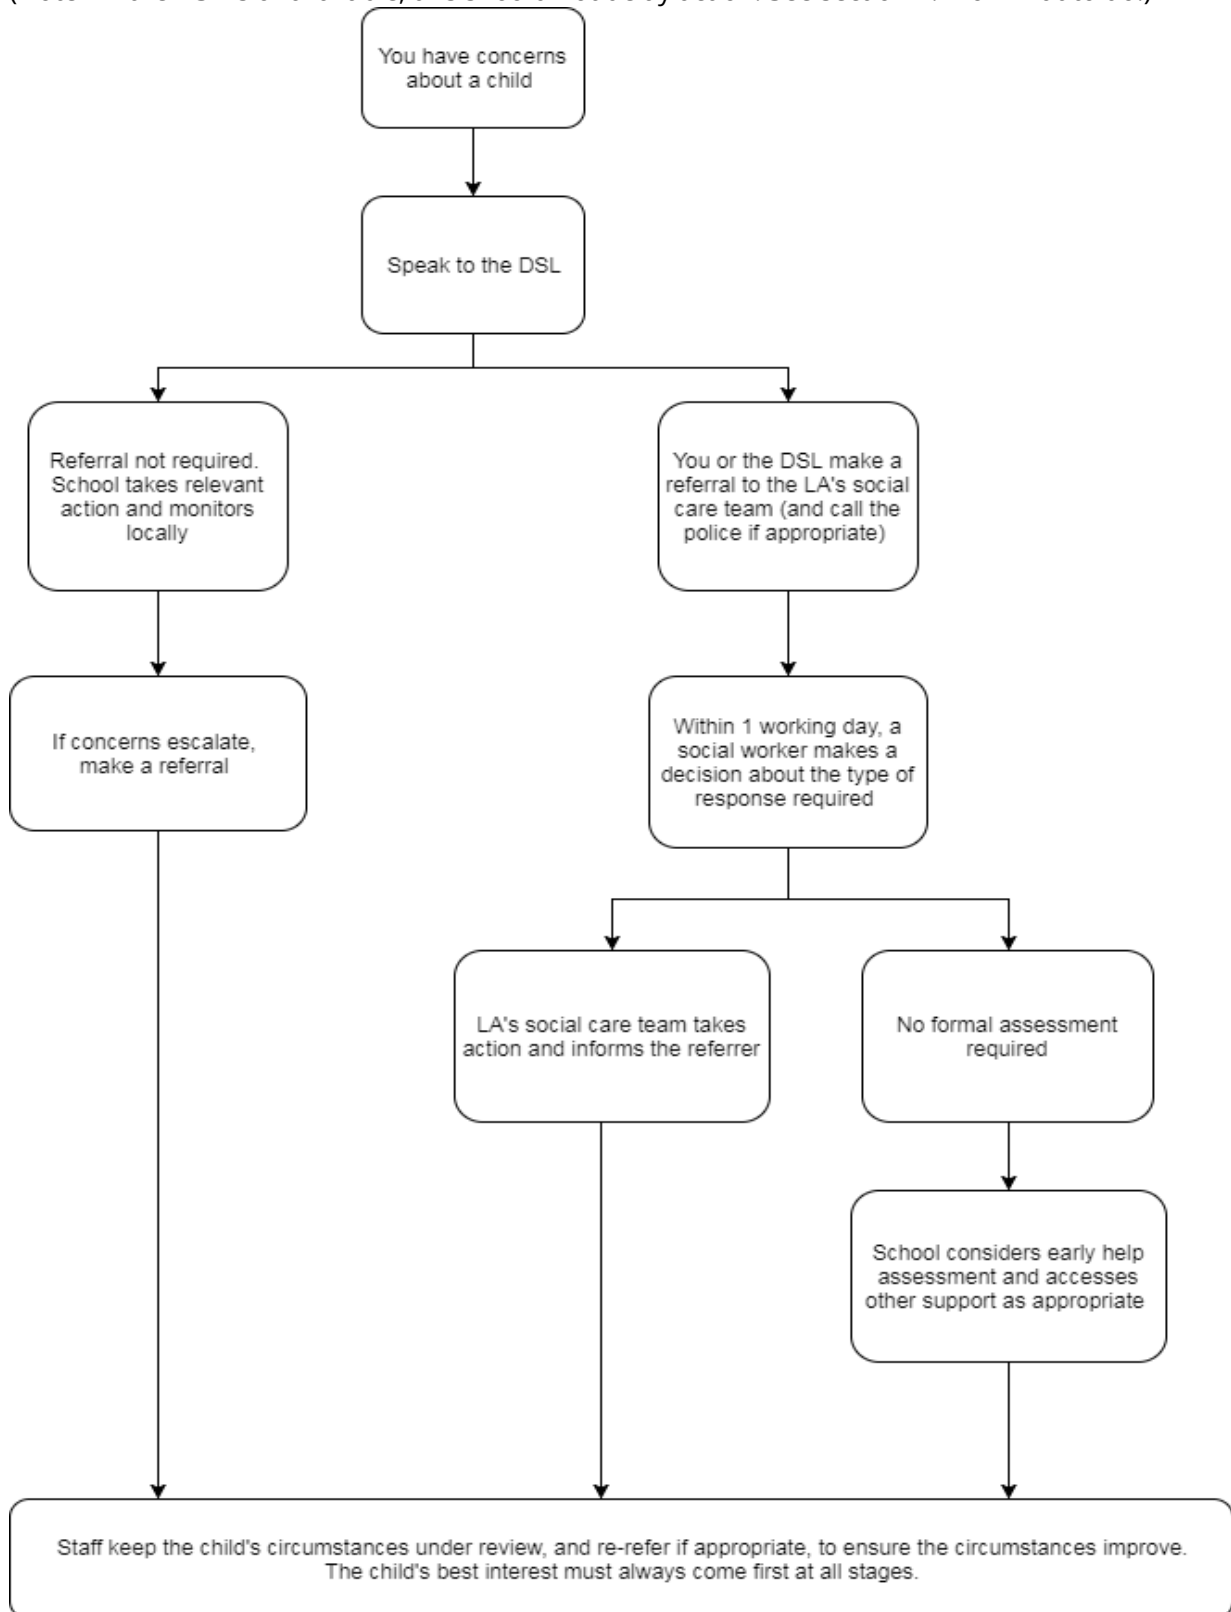 You have concerns
about a child
Speak to the DSL
Referral not required.
School takes relevant
action and monitors
locally
You or the DSL make a
referral to the LA's social
care team (and call the
police if appropriate)
If concerns escalate,
make a referral
Within 1 working day, a
social worker makes a
decision about the type of
response required
LA's social care team takes
action and informs the referrer
No formal assessment
required
School considers early help
assessment and accesses
other support as appropriate
Staff keep the child's circumstances under review, and re-refer if appropriate, to ensure the circumstances improve.
The child's best interest must always come first at all stages.